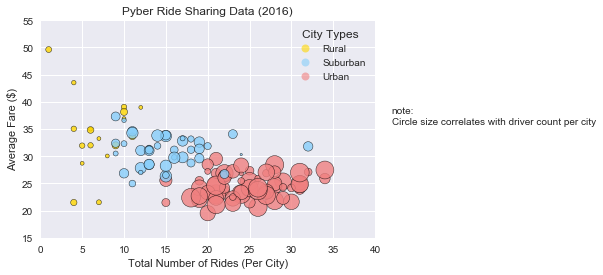 Pyber Ride Sharing Data (2016)
City Types
Rural
Suburban
Urban
55
50
45
40
35
30
25
20
15
Average Fare ($)
0 5 10 15 20 25 30 35 40
Total Number of Rides (Per City)
note:
Circle size correlates with driver count per city